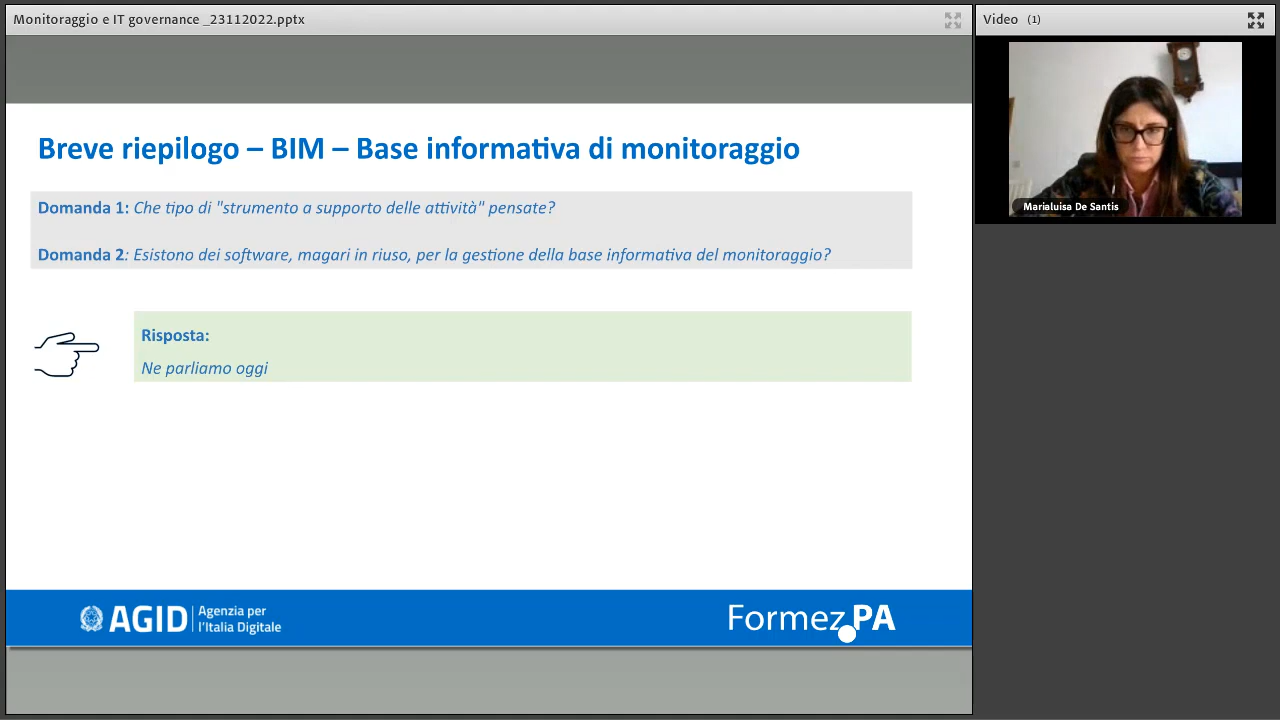 Monitoraggio e IT governance _23112022.pptx
Video (1)
Breve riepilogo – BIM – Base informativa di monitoraggio
Domanda 1: Che tipo di "strumento a supporto delle attività" pensate?
Domanda 2: Esistono dei software, magari in riuso, per la gestione della base informativa del monitoraggio?
Risposta:
Ne parliamo oggi
Marialuisa De Santis
AGID
Agenzia per
l'Italia Digitale
Formez PA